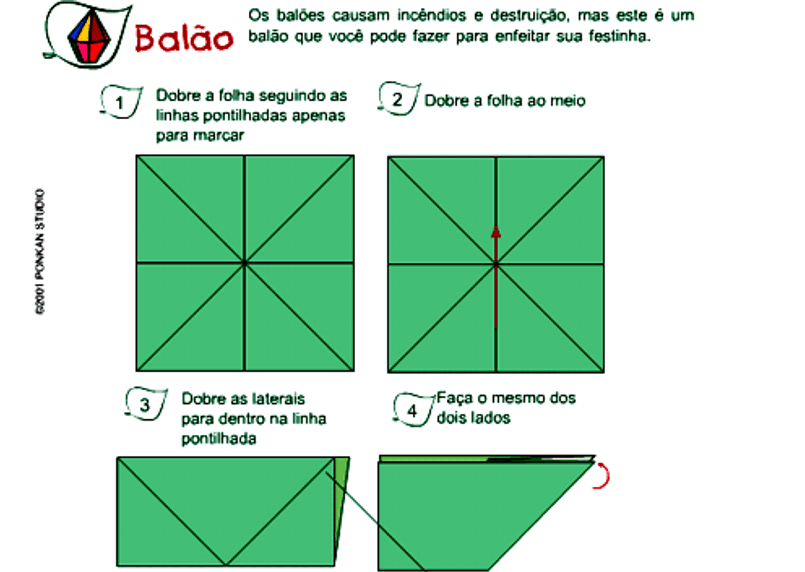 Balão
Os balões causam incêndios e destruição, mas este é um
balão que você pode fazer para enfeitar sua festinha.
1
Dobre a folha seguindo as
linhas pontilhadas apenas
para marcar
2
Dobre a folha ao meio
©2001 PONKAN STUDIO
3
Dobre as laterais
para dentro na linha
pontilhada
4
Faça o mesmo dos
dois lados